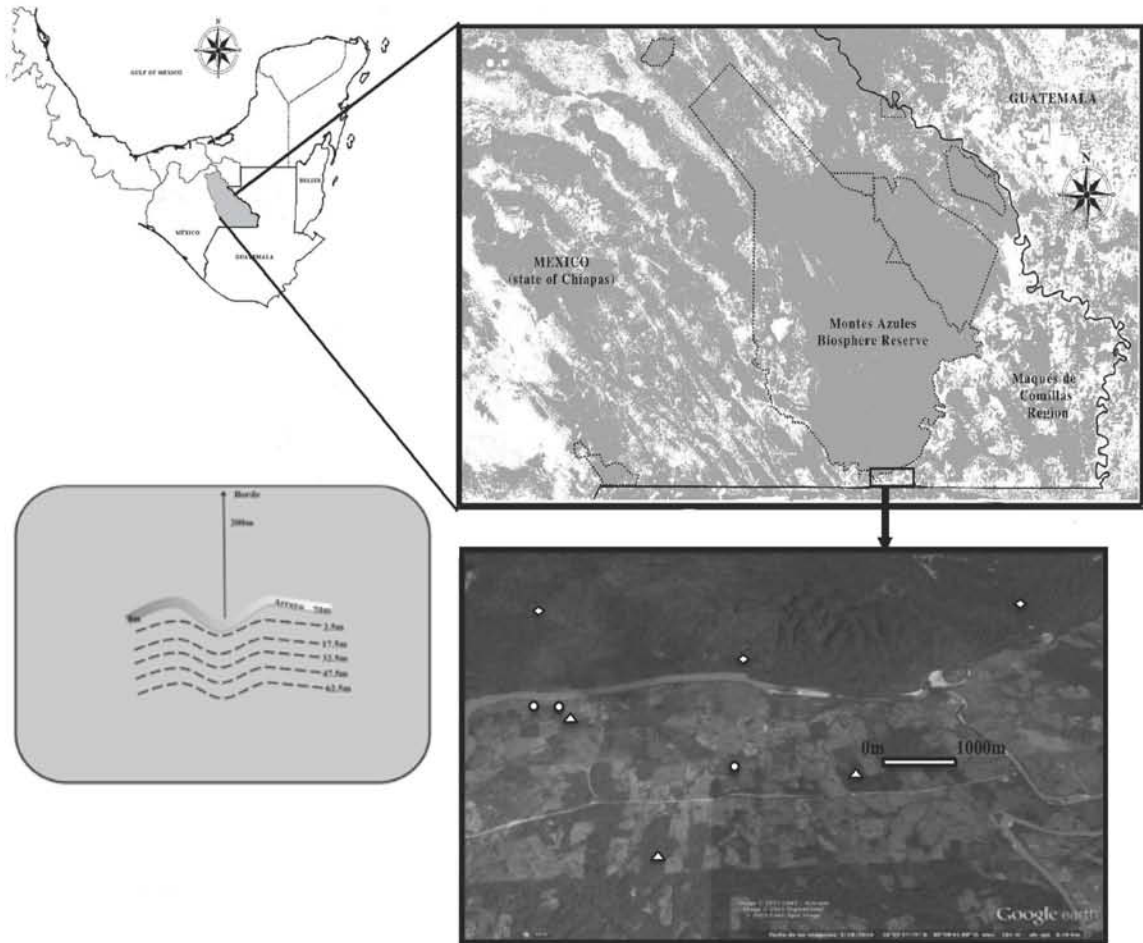 N
GULF OF MEXICO
BELIZE
MÉXICO
GUATEMALA
GUATEMALA
N
MEXICO
(state of Chiapas)
Montes Azules
Biosphere Reserve
Maques de
Comillas
Region
Borde
200m
0m
Arroyo 50m
2.5m
17.5m
32.5m
47.5m
62.5m
0m 1000m
Google earth